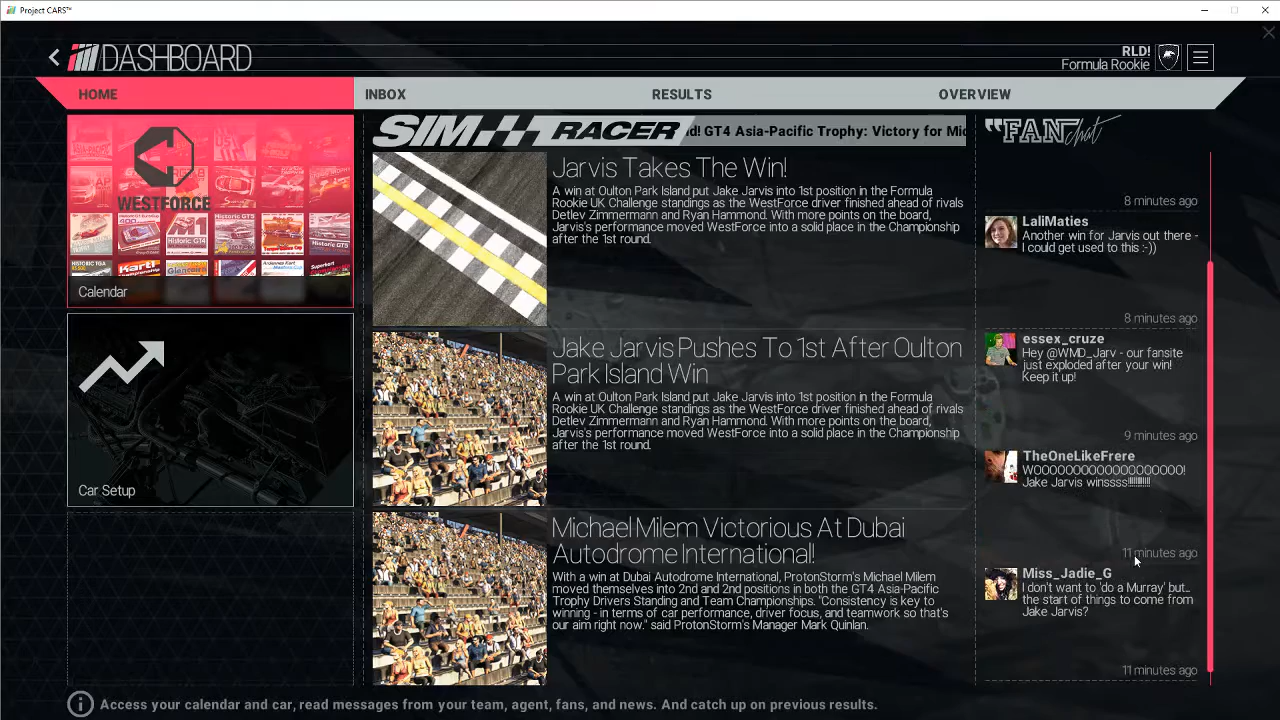 Project CARS™
DASHBOARD
RLD!
Formula Rookie
HOME
INBOX
RESULTS
OVERVIEW
WESTFORCE
Historic GT5
Historic GT4
Kart1
Glencairn
Calendar
Car Setup
SIM RACER
d! GT4 Asia-Pacific Trophy: Victory for Mic
Jarvis Takes The Win!
A win at Oulton Park Island put Jake Jarvis into 1st position in the Formula
Rookie UK Challenge standings as the WestForce driver finished ahead of rivals
Detlev Zimmermann and Ryan Hammond. With more points on the board,
Jarvis's performance moved WestForce into a solid place in the Championship
after the 1st round.
Jake Jarvis Pushes To 1st After Oulton
Park Island Win
A win at Oulton Park Island put Jake Jarvis into 1st position in the Formula
Rookie UK Challenge standings as the WestForce driver finished ahead of rivals
Detlev Zimmermann and Ryan Hammond. With more points on the board,
Jarvis's performance moved WestForce into a solid place in the Championship
after the 1st round.
Michael Milem Victorious At Dubai
Autodrome International!
With a win at Dubai Autodrome International, ProtonStorm's Michael Milem
moved themselves into 2nd and 2nd positions in both the GT4 Asia-Pacific
Trophy Drivers Standing and Team Championships. "Consistency is key to
winning - in terms of car performance, driver focus, and teamwork so that's
our aim right now." said ProtonStorm's Manager Mark Quinlan.
"FAN chat
8 minutes ago
LaliMaties
Another win for Jarvis out there -
I could get used to this :-))
8 minutes ago
essex_cruze
Hey @WMD_Jarv - our fansite
just exploded after your win!
Keep it up!
9 minutes ago
TheOneLikeFrere
WOOOOOOOOOOOOOOOOOO!
Jake Jarvis winssss!!!!!!!!!!
11 minutes ago
Miss_Jadie_G
I don't want to 'do a Murray' but...
the start of things to come from
Jake Jarvis?
11 minutes ago
Access your calendar and car, read messages from your team, agent, fans, and news. And catch up on previous results.